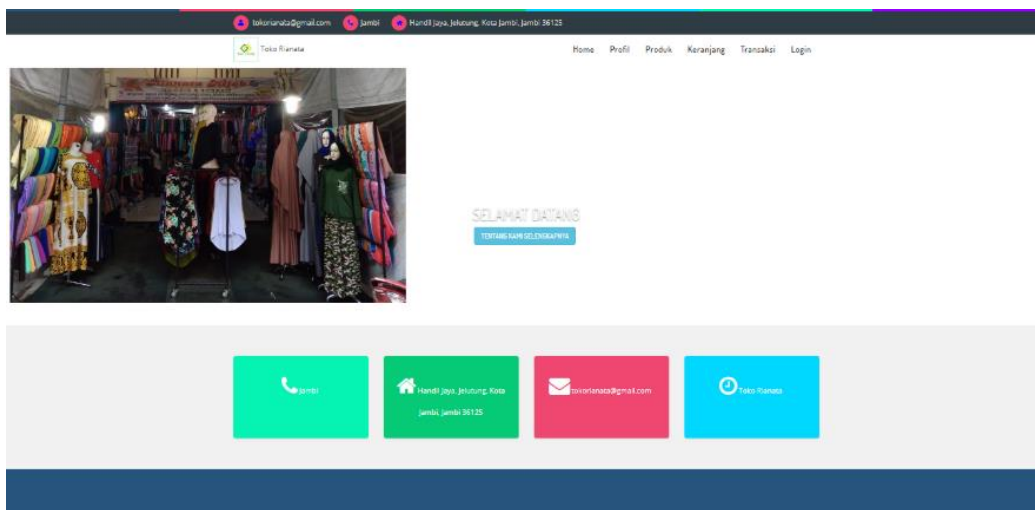 tokorianata@gmail.com Jambi Handil Jaya, Jelutung, Kota Jambi, Jambi 36125
Toko Rianata Home Profil Produk Keranjang Transaksi Login
SELAMAT DATANG
TENTANG KAMI SELENGKAPNYA
Jambi
Handil Jaya, Jelutung, Kota
Jambi, Jambi 36125
tokorianata@gmail.com
Toko Rianata